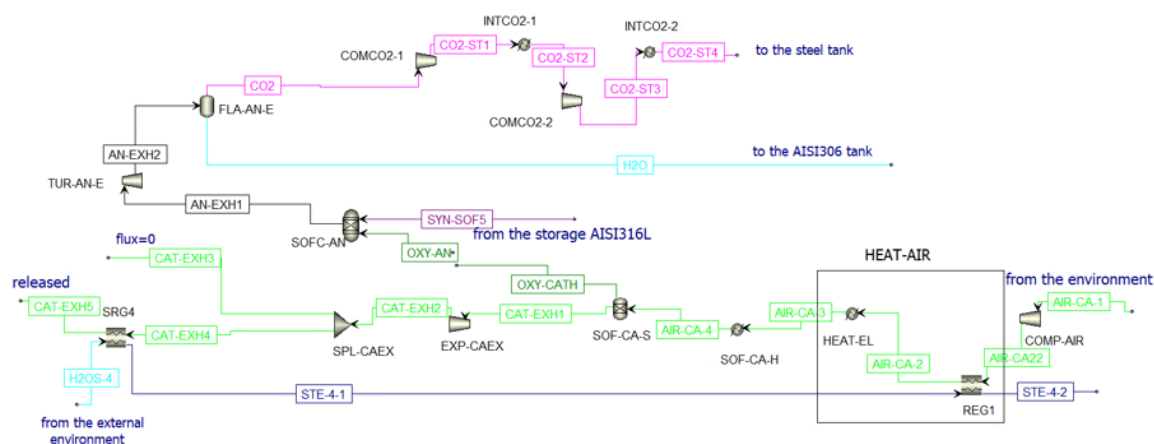 INTCO2-1
INTCO2-2
CO2-ST1
CO2-ST4
to the steel tank
COMCO2-1
CO2-ST2
CO2
CO2-ST3
FLA-AN-E
COMCO2-2
AN-EXH2
to the AISI306 tank
H2O
TUR-AN-E
AN-EXH1
SYN-SOF5
SOFC-AN
from the storage AISI316L
flux=0
OXY-AN
HEAT-AIR
CAT-EXH3
from the environment
released
OXY-CATH
CAT-EXH5
SRG4
CAT-EXH2
CAT-EXH1
AIR-CA-3
AIR-CA-1
CAT-EXH4
AIR-CA-4
HEAT-EL
COMP-AIR
SPL-CAEX
EXP-CAEX
SOF-CA-S
SOF-CA-H
AIR-CA-2
AIR-CA22
H2OS-4
STE-4-1
STE-4-2
REG1
from the external
environment